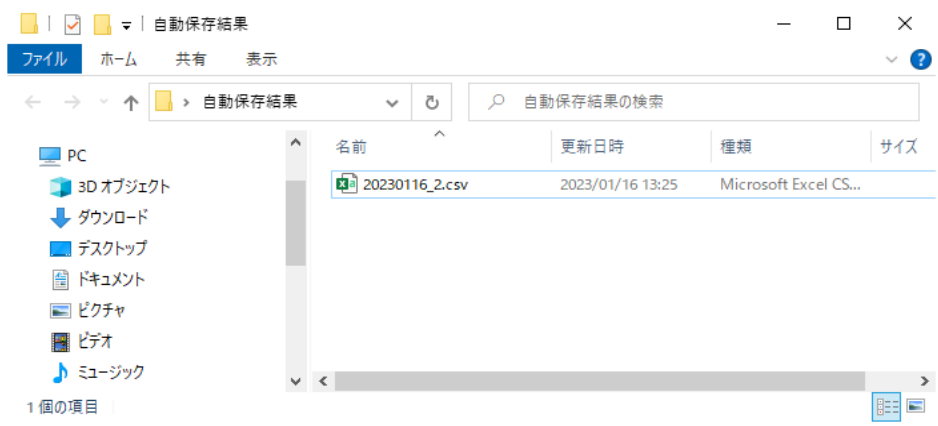 自動保存結果
ファイル ホーム 共有 表示
自動保存結果 自動保存結果の検索
名前 更新日時 種類 サイズ
PC
20230116_2.csv 2023/01/16 13:25 Microsoft Excel CS...
3D オブジェクト
ダウンロード
デスクトップ
ドキュメント
ピクチャ
ビデオ
ミュージック
1 個の項目